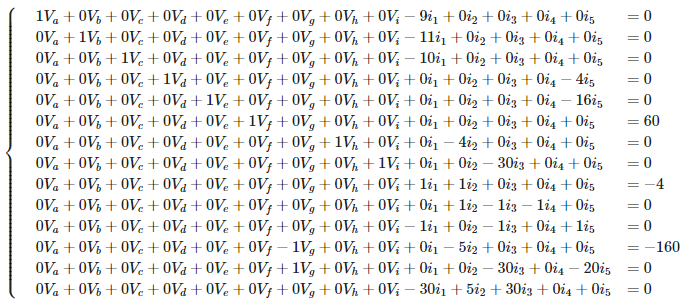 1V_a + 0V_b + 0V_c + 0V_d + 0V_e + 0V_f + 0V_g + 0V_h + 0V_i − 9i_1 + 0i_2 + 0i_3 + 0i_4 + 0i_5 = 0
0V_a + 1V_b + 0V_c + 0V_d + 0V_e + 0V_f + 0V_g + 0V_h + 0V_i − 11i_1 + 0i_2 + 0i_3 + 0i_4 + 0i_5 = 0
0V_a + 0V_b + 1V_c + 0V_d + 0V_e + 0V_f + 0V_g + 0V_h + 0V_i − 10i_1 + 0i_2 + 0i_3 + 0i_4 + 0i_5 = 0
0V_a + 0V_b + 0V_c + 1V_d + 0V_e + 0V_f + 0V_g + 0V_h + 0V_i + 0i_1 + 0i_2 + 0i_3 + 0i_4 − 4i_5 = 0
0V_a + 0V_b + 0V_c + 0V_d + 1V_e + 0V_f + 0V_g + 0V_h + 0V_i + 0i_1 + 0i_2 + 0i_3 + 0i_4 − 16i_5 = 0
0V_a + 0V_b + 0V_c + 0V_d + 0V_e + 1V_f + 0V_g + 0V_h + 0V_i + 0i_1 + 0i_2 + 0i_3 + 0i_4 + 0i_5 = 60
0V_a + 0V_b + 0V_c + 0V_d + 0V_e + 0V_f + 0V_g + 1V_h + 0V_i + 0i_1 − 4i_2 + 0i_3 + 0i_4 + 0i_5 = 0
0V_a + 0V_b + 0V_c + 0V_d + 0V_e + 0V_f + 0V_g + 0V_h + 1V_i + 0i_1 + 0i_2 − 30i_3 + 0i_4 + 0i_5 = 0
0V_a + 0V_b + 0V_c + 0V_d + 0V_e + 0V_f + 0V_g + 0V_h + 0V_i + 1i_1 + 1i_2 + 0i_3 + 0i_4 + 0i_5 = −4
0V_a + 0V_b + 0V_c + 0V_d + 0V_e + 0V_f + 0V_g + 0V_h + 0V_i + 0i_1 + 1i_2 − 1i_3 − 1i_4 + 0i_5 = 0
0V_a + 0V_b + 0V_c + 0V_d + 0V_e + 0V_f + 0V_g + 0V_h + 0V_i − 1i_1 + 0i_2 − 1i_3 + 0i_4 + 1i_5 = 0
0V_a + 0V_b + 0V_c + 0V_d + 0V_e + 0V_f − 1V_g + 0V_h + 0V_i + 0i_1 − 5i_2 + 0i_3 + 0i_4 + 0i_5 = −160
0V_a + 0V_b + 0V_c + 0V_d + 0V_e + 0V_f + 1V_g + 0V_h + 0V_i + 0i_1 + 0i_2 − 30i_3 + 0i_4 − 20i_5 = 0
0V_a + 0V_b + 0V_c + 0V_d + 0V_e + 0V_f + 0V_g + 0V_h + 0V_i − 30i_1 + 5i_2 + 30i_3 + 0i_4 + 0i_5 = 0